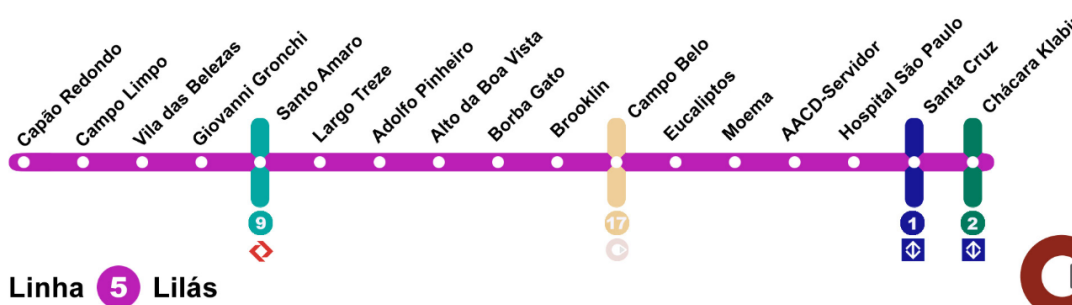 Capão Redondo
Campo Limpo
Vila das Belezas
Giovanni Gronchi
Santo Amaro
Largo Treze
Adolfo Pinheiro
Alto da Boa Vista
Borba Gato
Brooklin
Campo Belo
Eucaliptos
Moema
AACD-Servidor
Hospital São Paulo
Santa Cruz
Chácara Klabin
9
17
1
2
Linha 5 Lilás